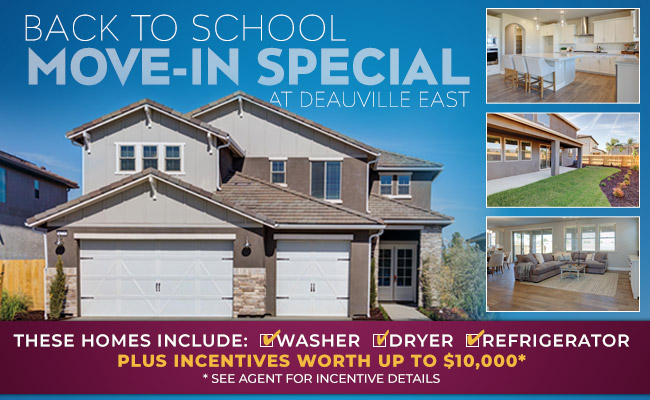 BACK TO SCHOOL
MOVE-IN SPECIAL
AT DEAUVILLE EAST
THESE HOMES INCLUDE: WASHER DRYER REFRIGERATOR
PLUS INCENTIVES WORTH UP TO $10,000*
* SEE AGENT FOR INCENTIVE DETAILS